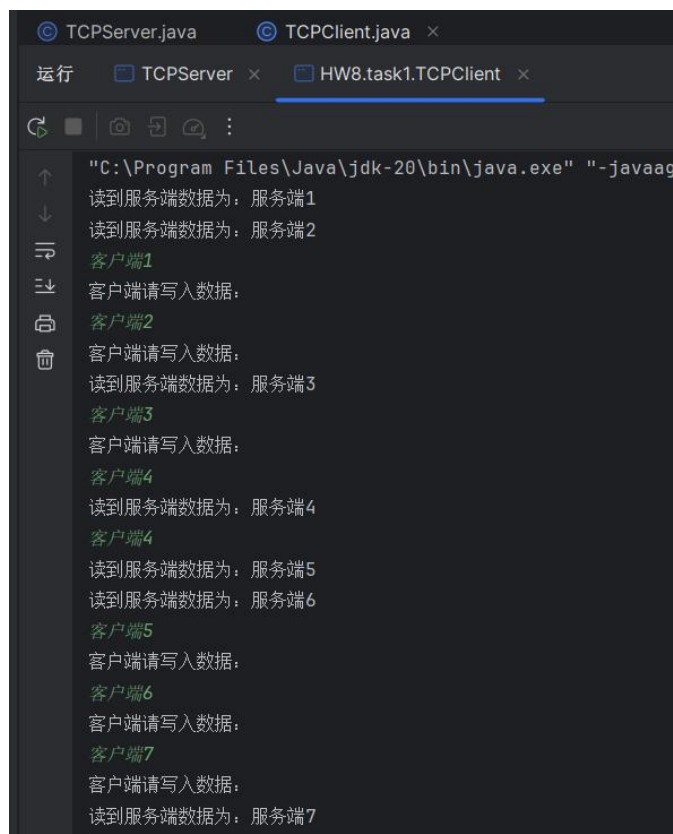 TCPServer.java TCPClient.java ×
运行 TCPServer × HW8.task1.TCPClient ×
"C:\Program Files\Java\jdk-20\bin\java.exe" "-javaag
读到服务端数据为：服务端1
读到服务端数据为：服务端2
客户端1
客户端请写入数据：
客户端2
客户端请写入数据：
读到服务端数据为：服务端3
客户端3
客户端请写入数据：
客户端4
读到服务端数据为：服务端4
客户端4
读到服务端数据为：服务端5
读到服务端数据为：服务端6
客户端5
客户端请写入数据：
客户端6
客户端请写入数据：
客户端7
客户端请写入数据：
读到服务端数据为：服务端7